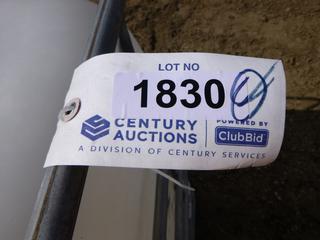 LOT NO
1830
CENTURY
AUCTIONS
POWERED BY
ClubBid
A DIVISION OF CENTURY SERVICES